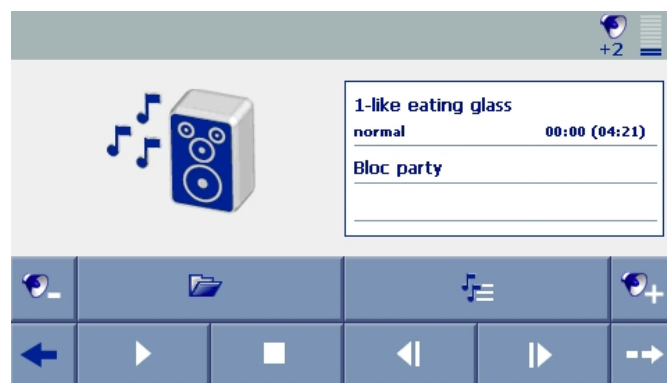 +2
1-like eating glass
normal 00:00 (04:21)
Bloc party